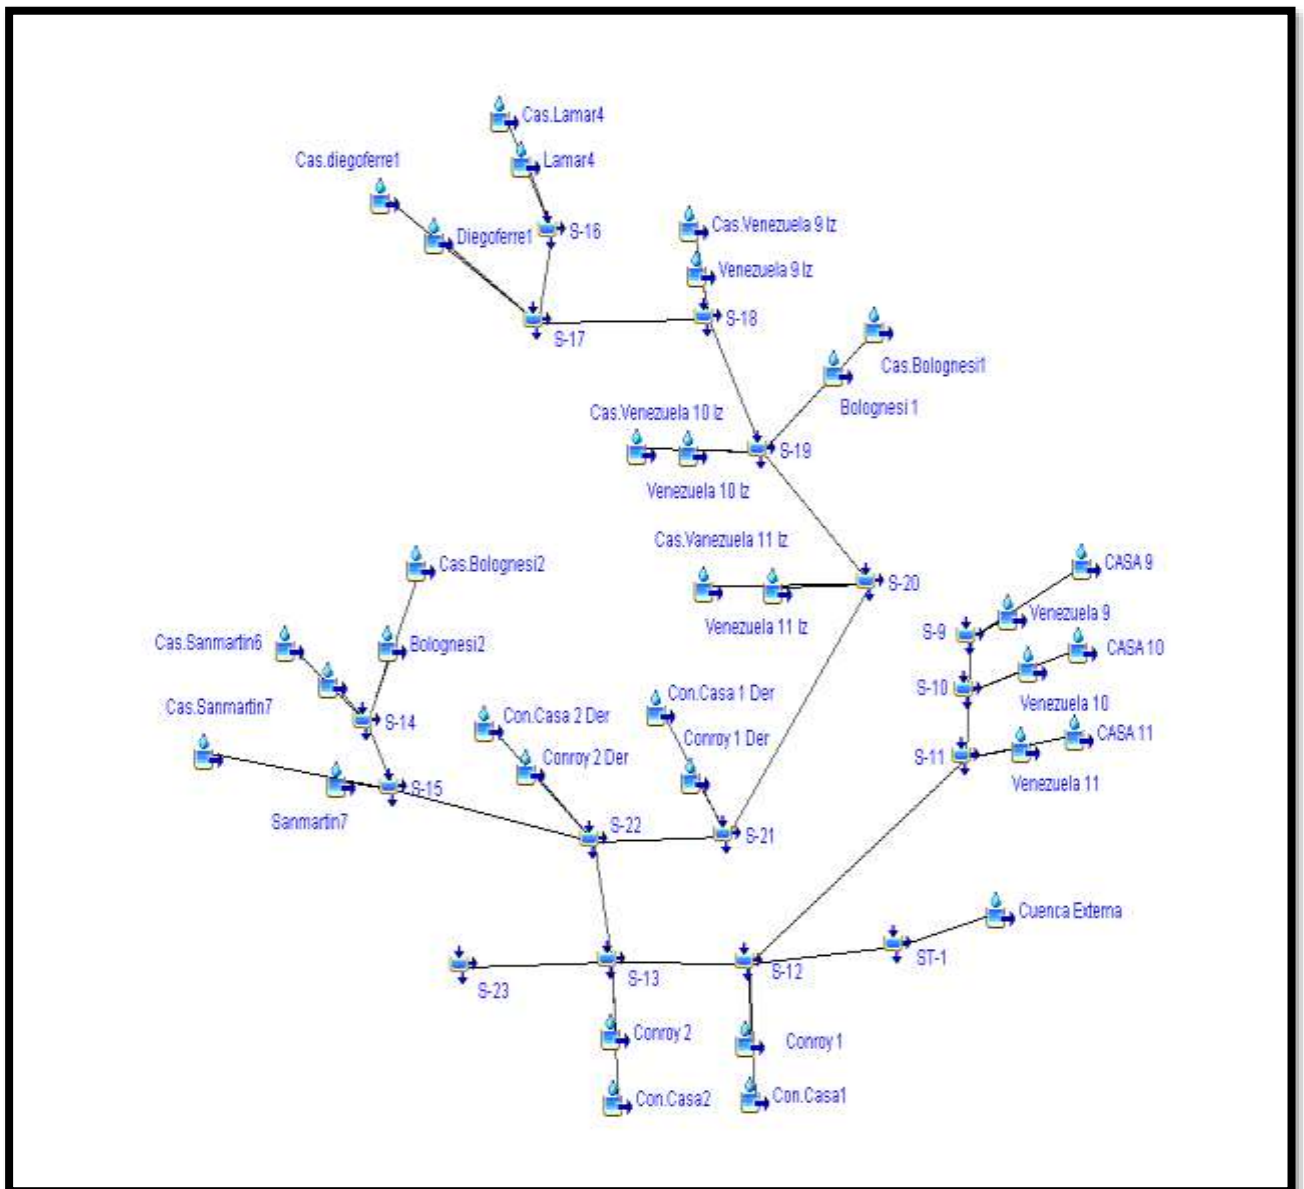 Cas.Lamar4
Cas.diegoferre1
Lamar4
Cas.Venezuela 9 Iz
S-16
Diegoferre1
Venezuela 9 Iz
S-18
S-17
Cas.Bolognesi1
Bolognesi 1
Cas.Venezuela 10 Iz
S-19
Venezuela 10 Iz
Cas.Vanezuela 11 Iz
Cas.Bolognesi2
CASA 9
S-20
Venezuela 9
Venezuela 11 Iz
S-9
Cas.Sanmartin6
Bolognesi2
CASA 10
S-10
Con.Casa 1 Der
Venezuela 10
Cas.Sanmartin7
Con.Casa 2 Der
S-14
CASA 11
Conroy 1 Der
Conroy 2 Der
S-11
Venezuela 11
S-15
Sanmartin7
S-22
S-21
Cuenca Externa
ST-1
S-13
S-12
S-23
Conroy 2
Conroy 1
Con.Casa2
Con.Casa1